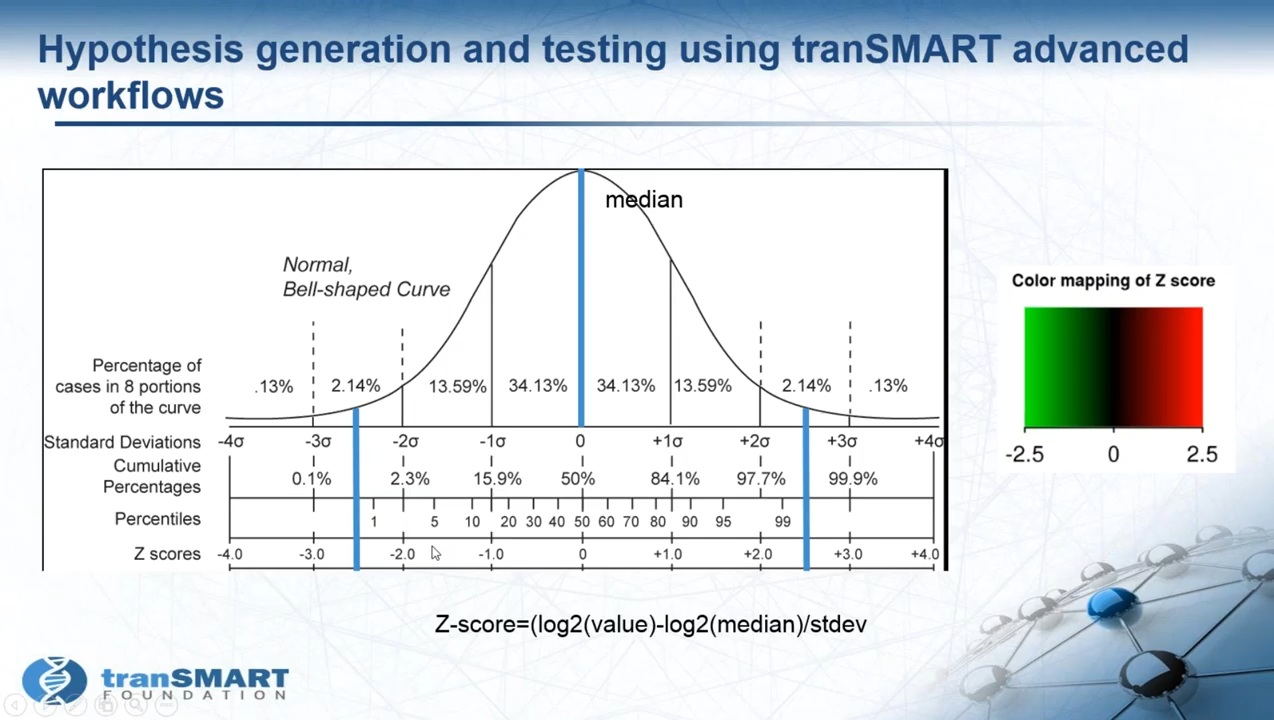 Hypothesis generation and testing using tranSMART advanced
workflows
median
Normal,
Bell-shaped Curve
Percentage of
cases in 8 portions
of the curve
.13% 2.14% 13.59% 34.13% 34.13% 13.59% 2.14% .13%
Standard Deviations -4σ -3σ -2σ -1σ 0 +1σ +2σ +3σ +4σ
Cumulative
Percentages
0.1% 2.3% 15.9% 50% 84.1% 97.7% 99.9%
Percentiles 1 5 10 20 30 40 50 60 70 80 90 95 99
Z scores -4.0 -3.0 -2.0 -1.0 0 +1.0 +2.0 +3.0 +4.0
Color mapping of Z score
-2.5 0 2.5
Z-score=(log2(value)-log2(median)/stdev
tranSMART
FOUNDATION